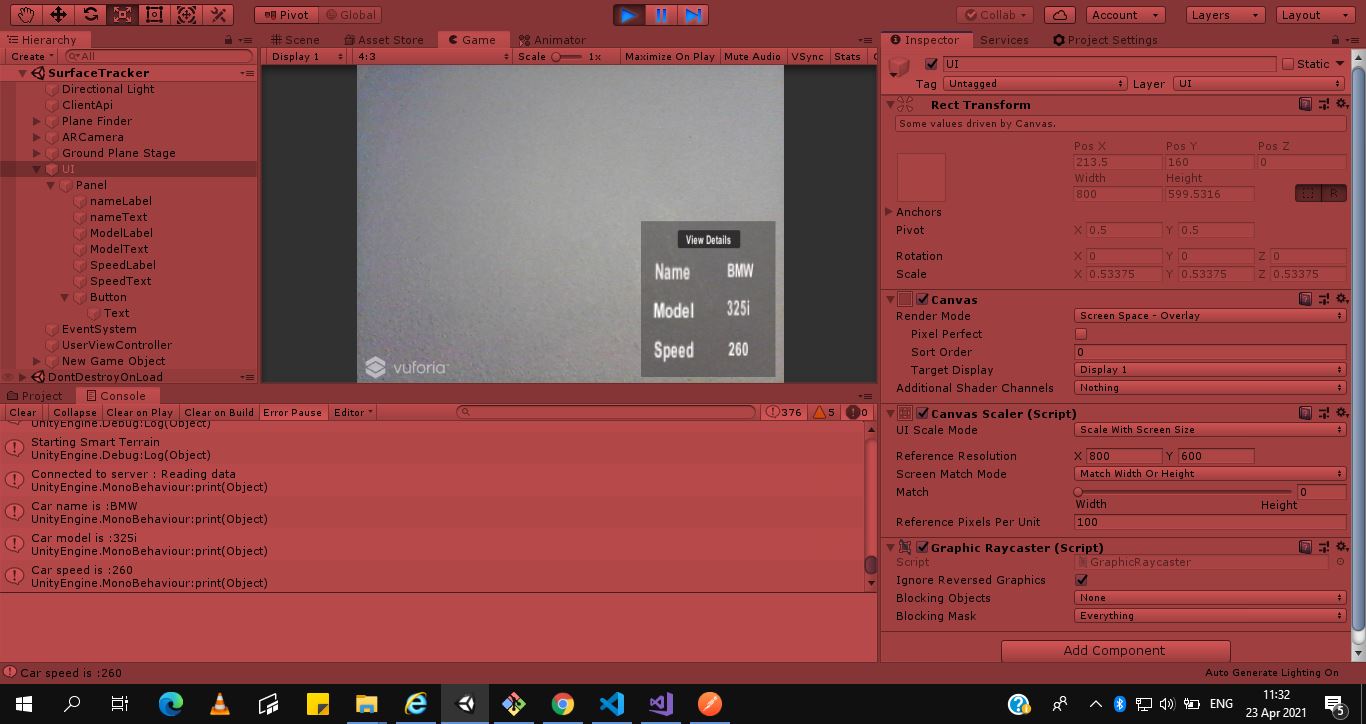 Pivot Global Collab Account Layers Layout
Hierarchy
Create All
SurfaceTracker
Directional Light
ClientApi
Plane Finder
ARCamera
Ground Plane Stage
UI
Panel
nameLabel
nameText
ModelLabel
ModelText
SpeedLabel
SpeedText
Button
Text
EventSystem
UserViewController
New Game Object
DontDestroyOnLoad
Scene Asset Store Game Animator
Display 1 4:3 Scale 1x Maximize On Play Mute Audio VSync Stats
View Details
Name BMW
Model 325i
Speed 260
vuforia
Project Console
Clear Collapse Clear on Play Clear on Build Error Pause Editor 376 5 0
UnityEngine.Debug:Log(Object)
Starting Smart Terrain
UnityEngine.Debug:Log(Object)
Connected to server : Reading data
UnityEngine.MonoBehaviour:print(Object)
Car name is :BMW
UnityEngine.MonoBehaviour:print(Object)
Car model is :325i
UnityEngine.MonoBehaviour:print(Object)
Car speed is :260
UnityEngine.MonoBehaviour:print(Object)
Inspector Services Project Settings
UI Static
Tag Untagged Layer UI
Rect Transform
Some values driven by Canvas.
Pos X Pos Y Pos Z
213.5 160 0
Width Height
800 599.5316 R
Anchors
Pivot X 0.5 Y 0.5
Rotation X 0 Y 0 Z 0
Scale X 0.53375 Y 0.53375 Z 0.53375
Canvas
Render Mode Screen Space - Overlay
Pixel Perfect
Sort Order 0
Target Display Display 1
Additional Shader Channels Nothing
Canvas Scaler (Script)
UI Scale Mode Scale With Screen Size
Reference Resolution X 800 Y 600
Screen Match Mode Match Width Or Height
Match 0
Width Height
Reference Pixels Per Unit 100
Graphic Raycaster (Script)
Script GraphicRaycaster
Ignore Reversed Graphics
Blocking Objects None
Blocking Mask Everything
Add Component
Car speed is :260 Auto Generate Lighting On
ENG 11:32
23 Apr 2021 5